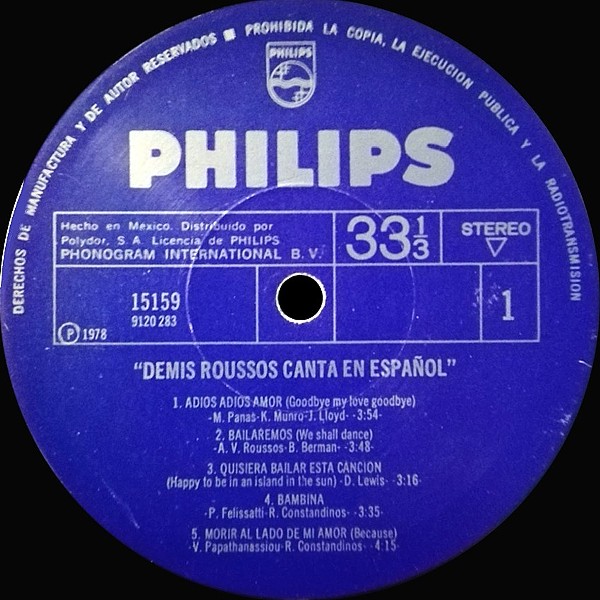 DERECHOS DE MANUFACTURA Y DE AUTOR RESERVADOS ■ PROHIBIDA LA COPIA, LA EJECUCION PUBLICA Y LA RADIOTRANSMISION
PHILIPS
PHILIPS
Hecho en Mexico. Distribuido por
Polydor, S. A. Licencia de PHILIPS
PHONOGRAM INTERNATIONAL B. V.
33 1/3
STEREO
15159
9120 283
Ⓟ 1978
1
"DEMIS ROUSSOS CANTA EN ESPAÑOL"
1. ADIOS ADIOS AMOR (Goodbye my love goodbye)
-M. Panas-K. Munro-J. Lloyd- -3:54-
2. BAILAREMOS (We shall dance)
-A. V. Roussos-B. Berman- -3:48-
3. QUISIERA BAILAR ESTA CANCION
(Happy to be in an island in the sun) -D. Lewis- -3:16-
4. BAMBINA
-P. Felissatti-R. Constandinos- -3:35-
5. MORIR AL LADO DE MI AMOR (Because)
-V. Papathanassiou-R. Constandinos- -4:15-